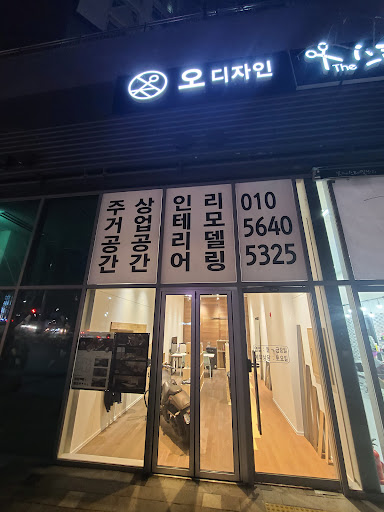 오 디자인
The
주거공간
상업공간
인테리어
리모델링
010
5640
5325